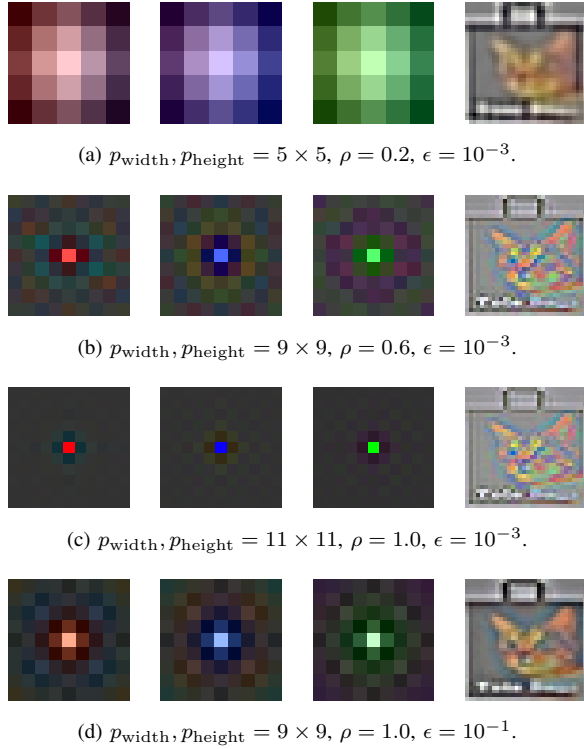 (a) p_width, p_height = 5 × 5, ρ = 0.2, ϵ = 10⁻³.
(b) p_width, p_height = 9 × 9, ρ = 0.6, ϵ = 10⁻³.
(c) p_width, p_height = 11 × 11, ρ = 1.0, ϵ = 10⁻³.
(d) p_width, p_height = 9 × 9, ρ = 1.0, ϵ = 10⁻¹.